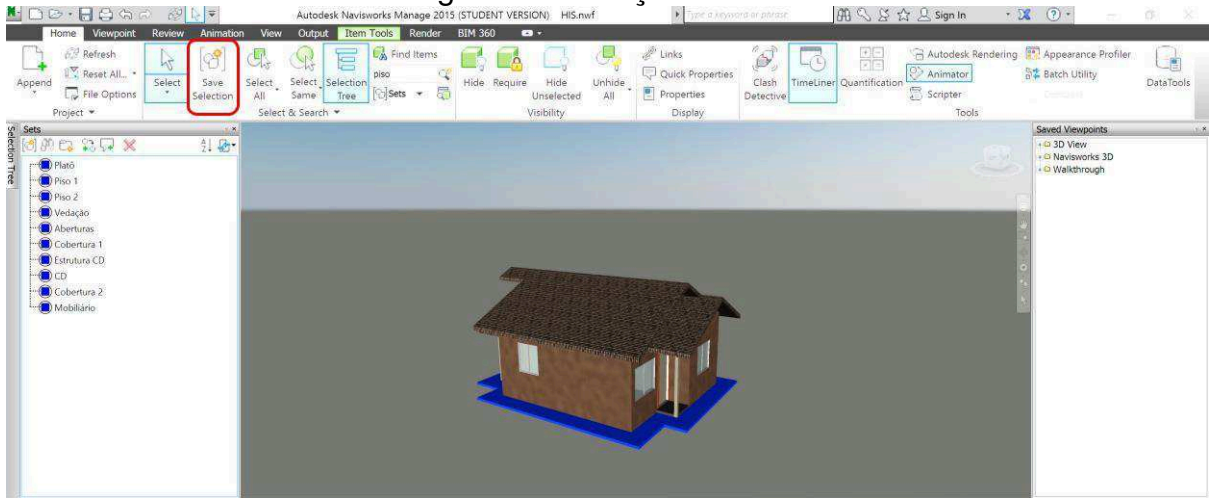 Autodesk Navisworks Manage 2015 (STUDENT VERSION) HIS.nwf
Type a keyword or phrase
Sign In
Home Viewpoint Review Animation View Output Item Tools Render BIM 360
Append
Refresh
Reset All...
File Options
Project
Select
Save Selection
Select All
Select Same
Selection Tree
Find Items
piso
Sets
Select & Search
Hide
Require
Hide Unselected
Unhide All
Visibility
Links
Quick Properties
Properties
Display
Clash Detective
TimeLiner
Quantification
Autodesk Rendering
Animator
Scripter
Appearance Profiler
Batch Utility
Compare
Tools
DataTools
Selection Tree
Sets
Platô
Piso 1
Piso 2
Vedação
Aberturas
Cobertura 1
Estrutura CD
CD
Cobertura 2
Mobiliário
Saved Viewpoints
3D View
Navisworks 3D
Walkthrough